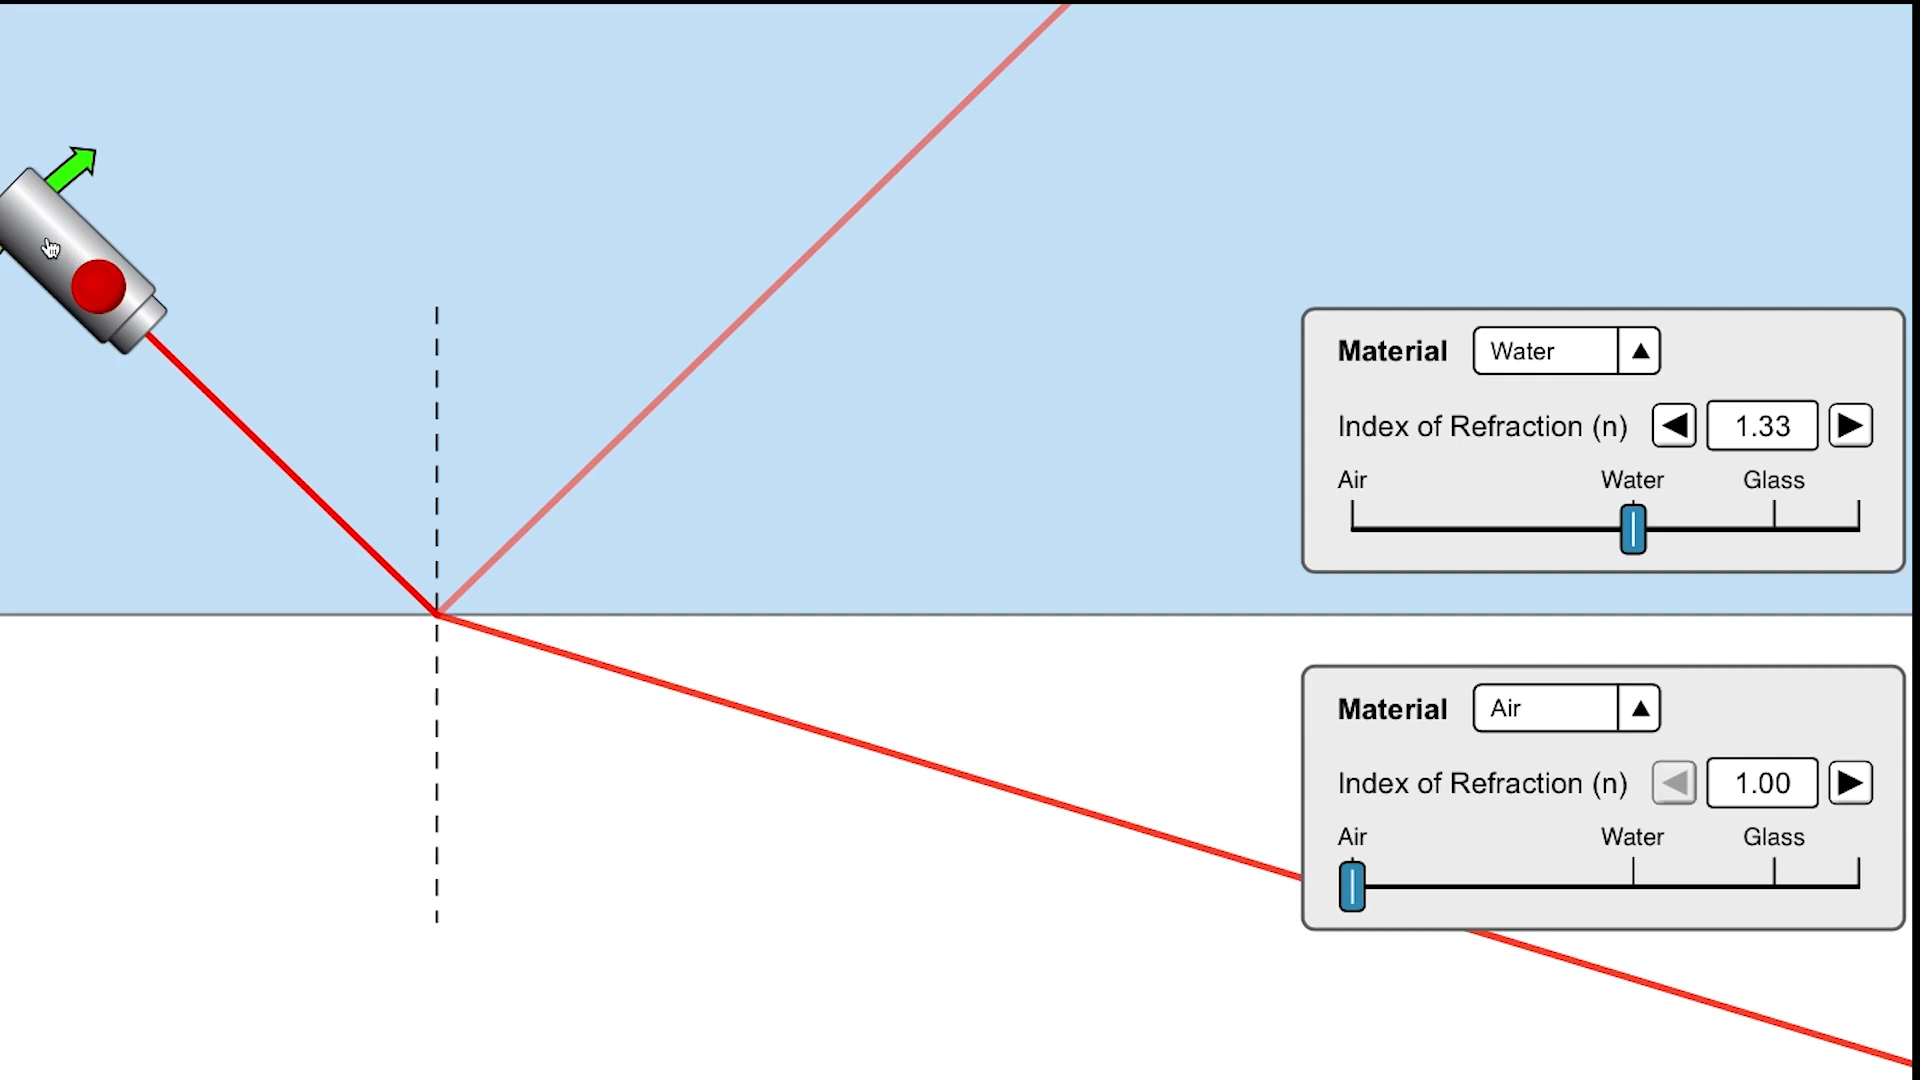 Material Water ▲
Index of Refraction (n) ◀ 1.33 ▶
Air Water Glass
Material Air ▲
Index of Refraction (n) ◀ 1.00 ▶
Air Water Glass